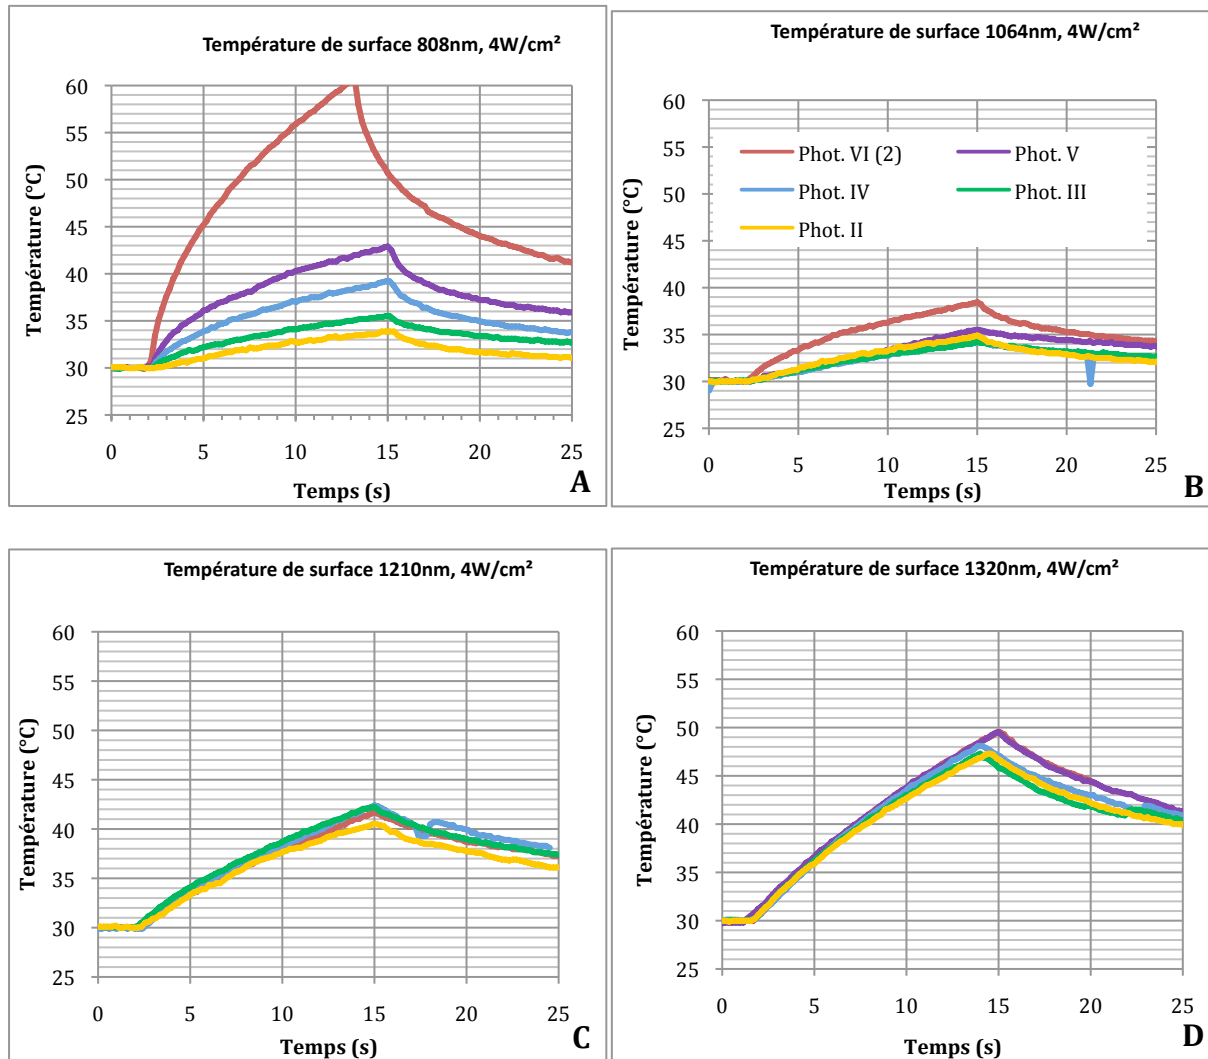 Température de surface 808nm, 4W/cm²
60
55
50
45
40
35
30
25
Température (°C)
0 5 10 15 20 25
Temps (s)
A
Température de surface 1064nm, 4W/cm²
60
55
50
45
40
35
30
25
Température (°C)
Phot. VI (2) Phot. V
Phot. IV Phot. III
Phot. II
0 5 10 15 20 25
Temps (s)
B
Température de surface 1210nm, 4W/cm²
60
55
50
45
40
35
30
25
Température (°C)
0 5 10 15 20 25
Temps (s)
C
Température de surface 1320nm, 4W/cm²
60
55
50
45
40
35
30
25
Température (°C)
0 5 10 15 20 25
Temps (s)
D